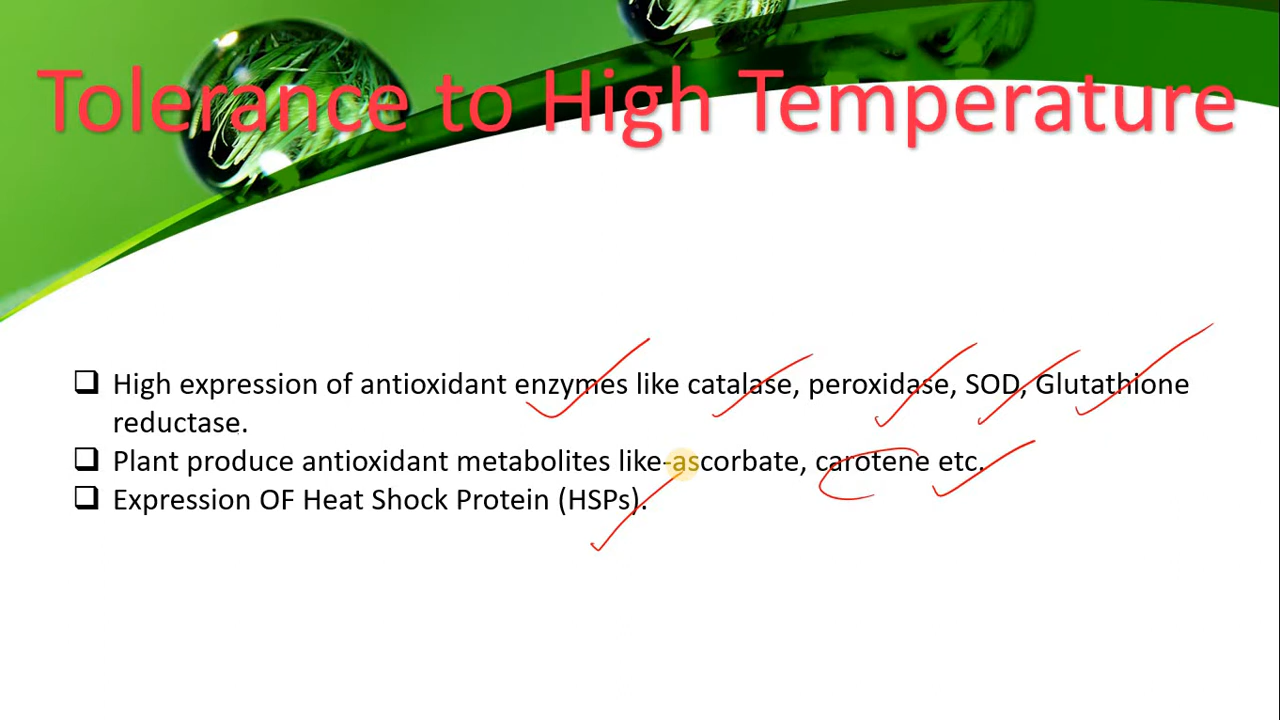 Tolerance to High Temperature
❑ High expression of antioxidant enzymes like catalase, peroxidase, SOD, Glutathione
reductase.
❑ Plant produce antioxidant metabolites like-ascorbate, carotene etc.
❑ Expression OF Heat Shock Protein (HSPs).